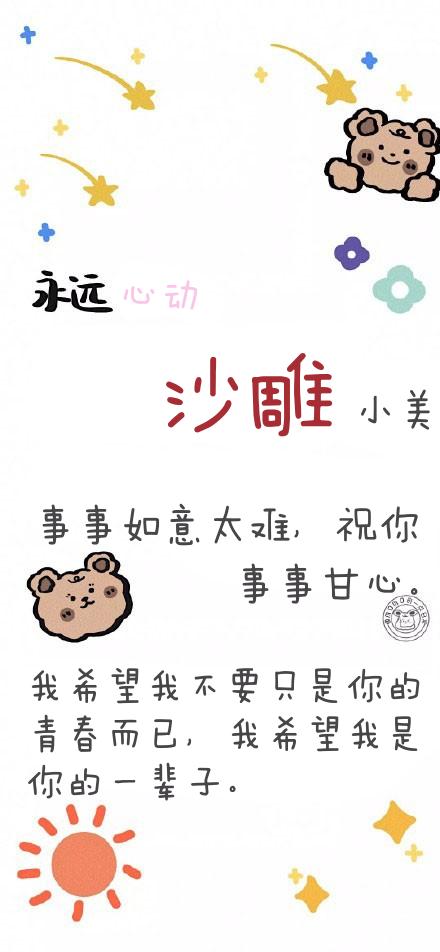 永远 心动
沙雕 小美
事事如意太难，祝你
事事甘心。
我希望我不要只是你的
青春而已，我希望我是
你的一辈子。